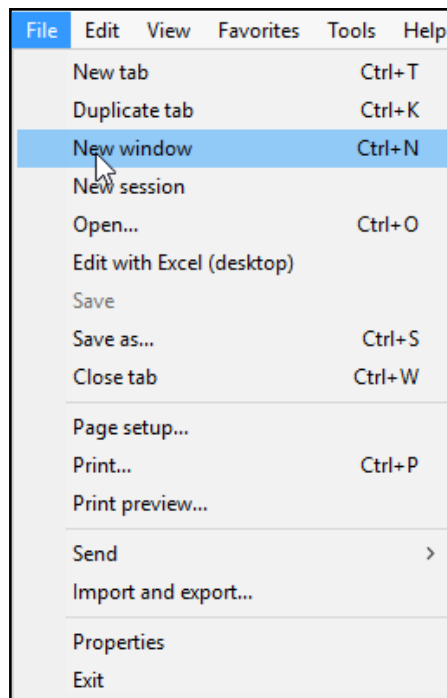 File Edit View Favorites Tools Help
New tab Ctrl+T
Duplicate tab Ctrl+K
New window Ctrl+N
New session
Open... Ctrl+O
Edit with Excel (desktop)
Save
Save as... Ctrl+S
Close tab Ctrl+W
Page setup...
Print... Ctrl+P
Print preview...
Send
Import and export...
Properties
Exit